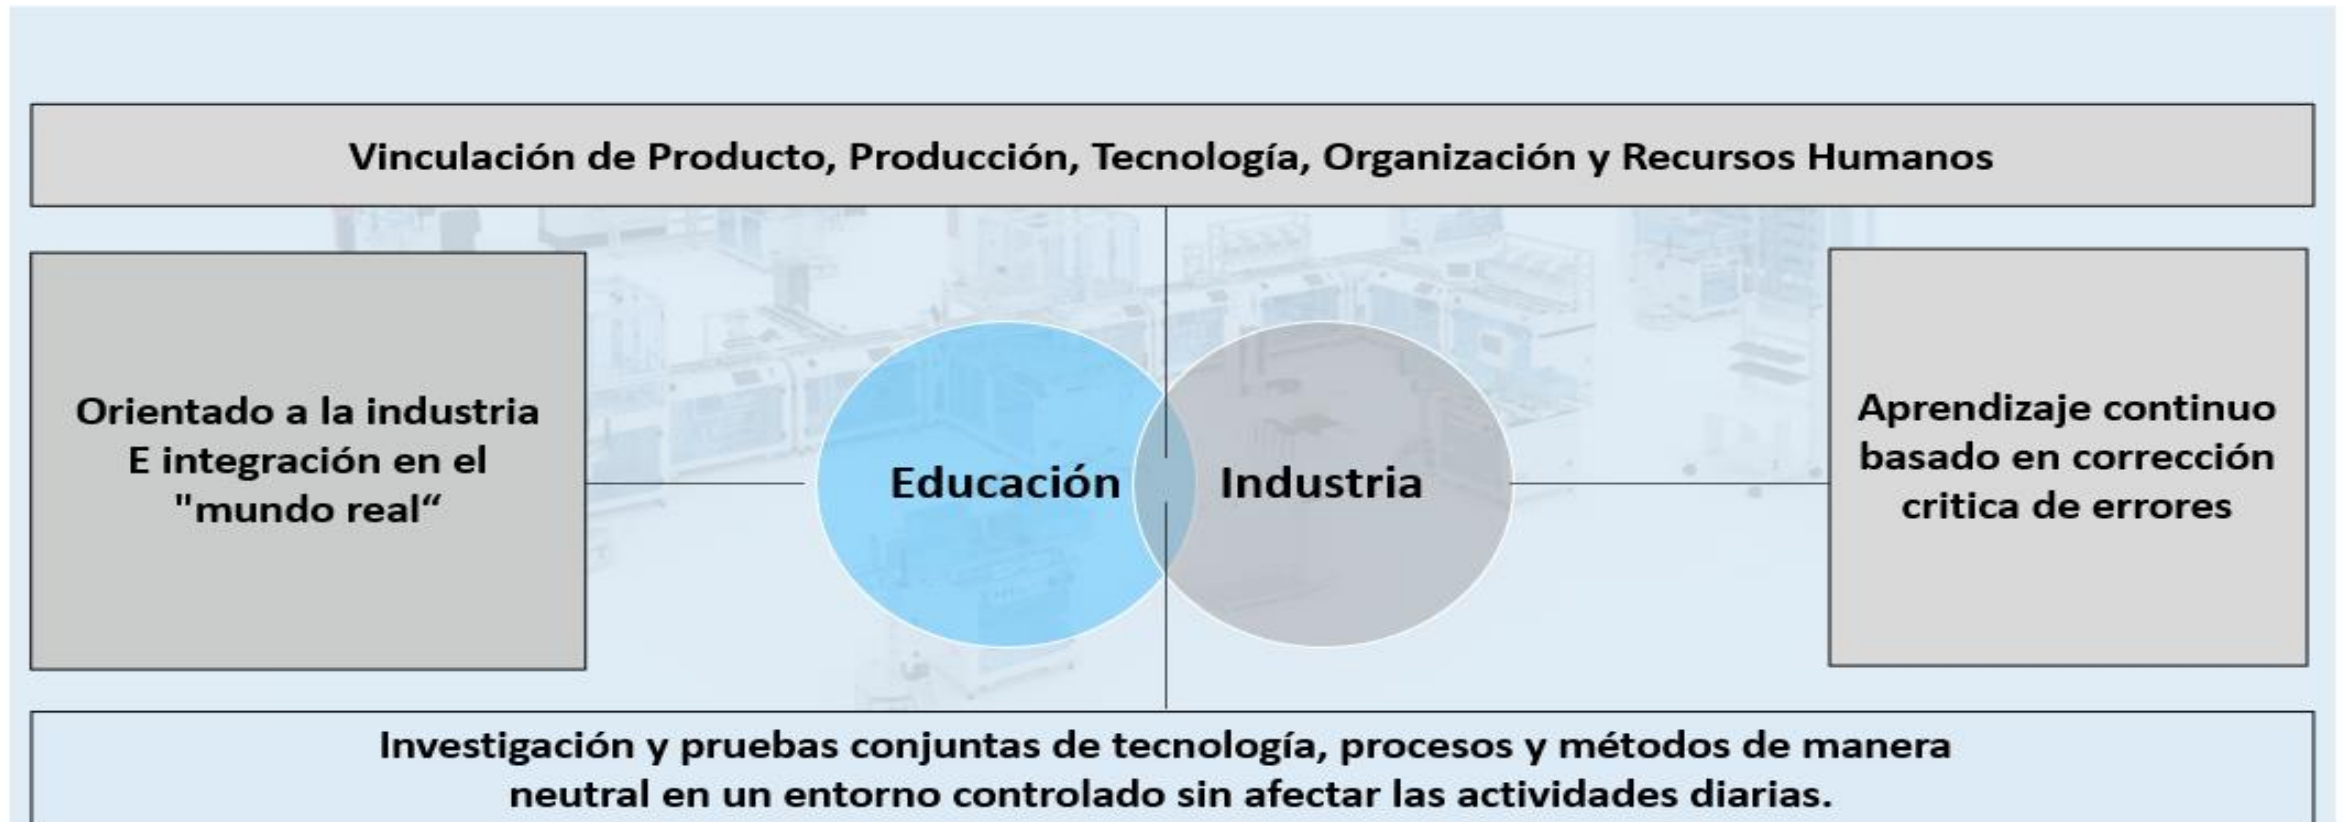 Vinculación de Producto, Producción, Tecnología, Organización y Recursos Humanos
Orientado a la industria
E integración en el
"mundo real“
Educación
Industria
Aprendizaje continuo
basado en corrección
critica de errores
Investigación y pruebas conjuntas de tecnología, procesos y métodos de manera
neutral en un entorno controlado sin afectar las actividades diarias.